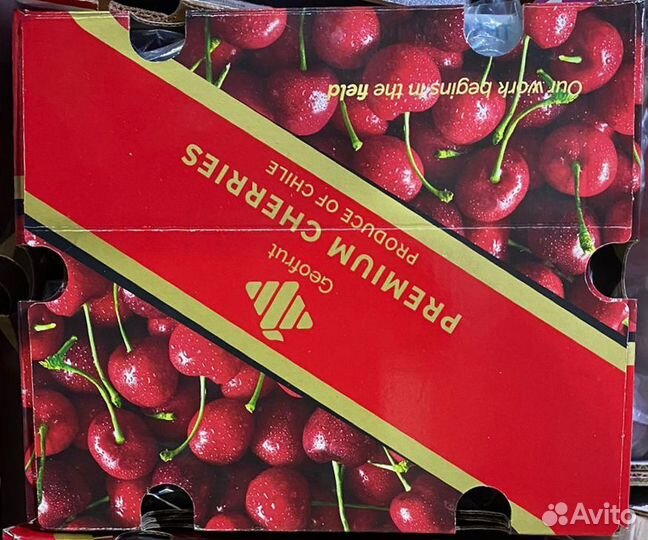 Geofrut
PREMIUM CHERRIES
PRODUCE OF CHILE
Our work begins in the field
Avito